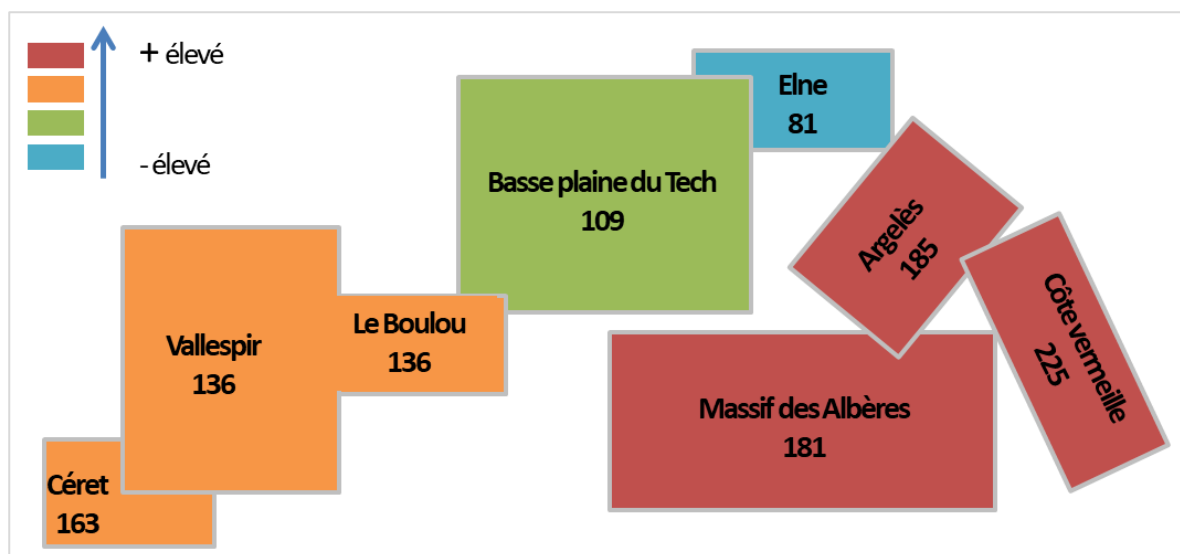 + élevé
- élevé
Elne
81
Basse plaine du Tech
109
Argelès
185
Côte vermeille
225
Vallespir
136
Le Boulou
136
Massif des Albères
181
Céret
163